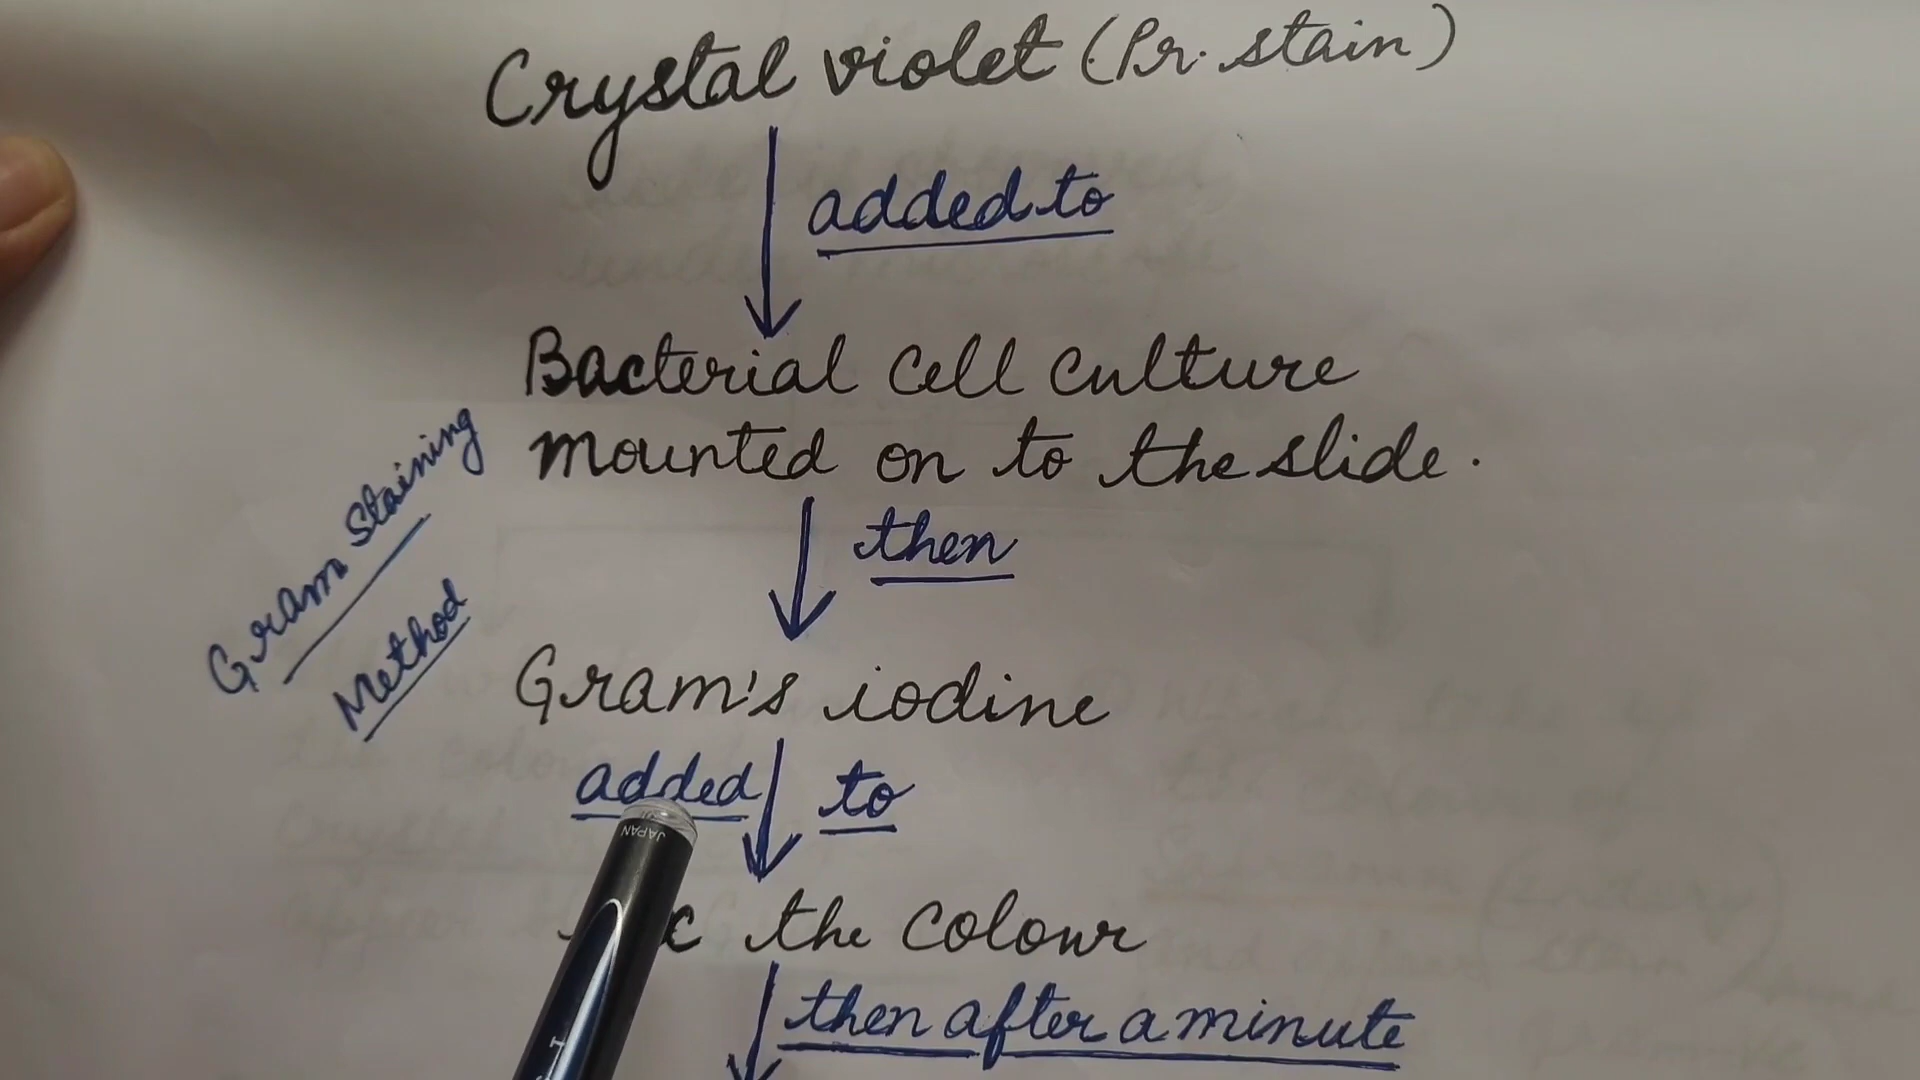 Crystal violet (Pr. stain)
added to
Bacterial cell culture
mounted on to the slide.
then
Gram Staining
Method
Gram's iodine
added to
the colour
then after a minute
JAPAN